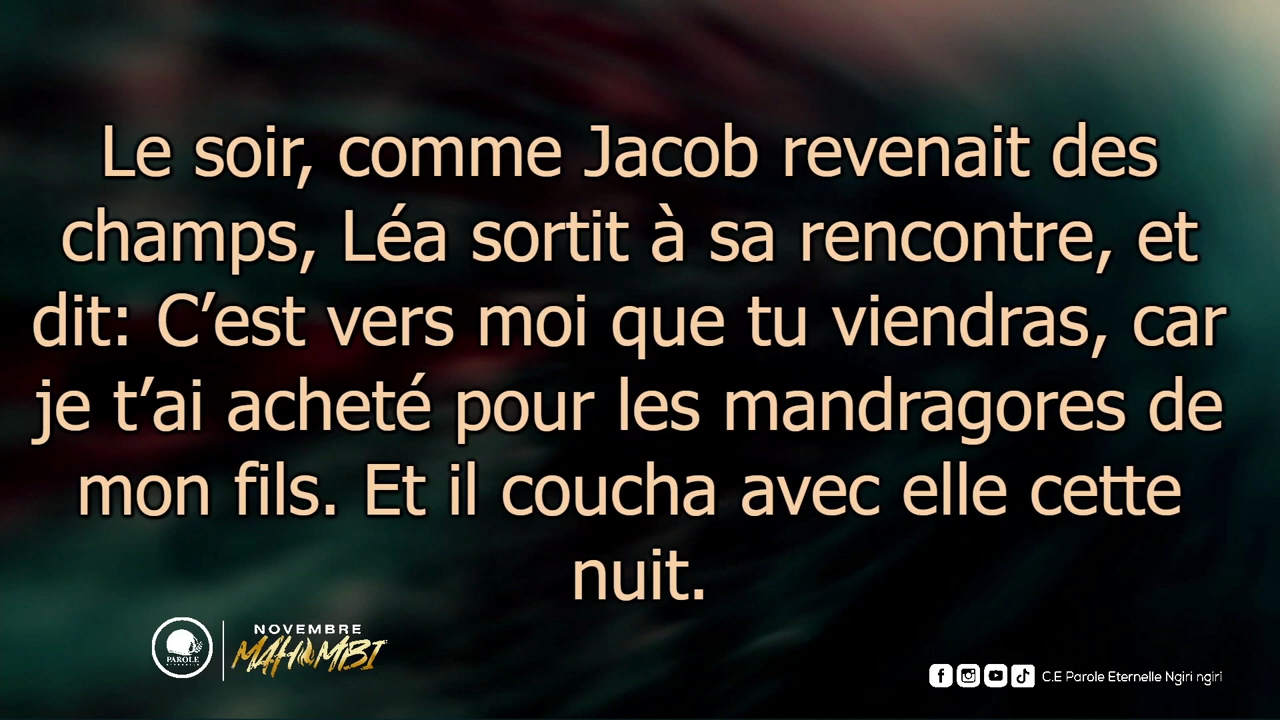 Le soir, comme Jacob revenait des
champs, Léa sortit à sa rencontre, et
dit: C’est vers moi que tu viendras, car
je t’ai acheté pour les mandragores de
mon fils. Et il coucha avec elle cette
nuit.
PAROLE
NOVEMBRE
MAHOMBI
C.E Parole Eternelle Ngiri ngiri